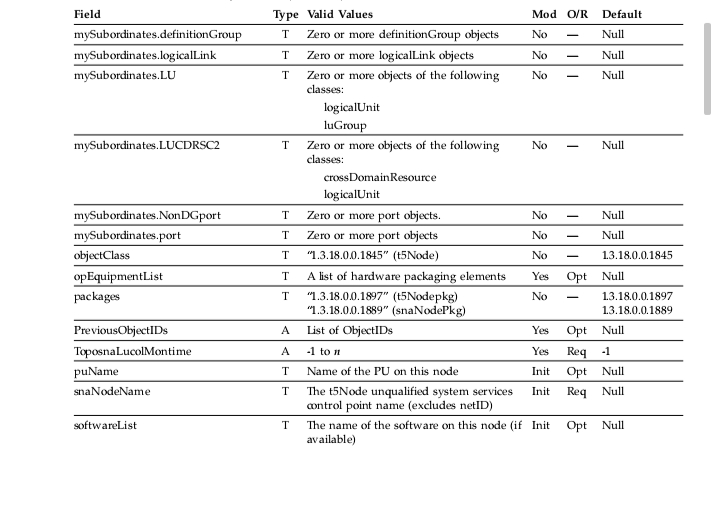 Field Type Valid Values Mod O/R Default
mySubordinates.definitionGroup T Zero or more definitionGroup objects No — Null
mySubordinates.logicalLink T Zero or more logicalLink objects No — Null
mySubordinates.LU T Zero or more objects of the following No — Null
classes:
logicalUnit
luGroup
mySubordinates.LUCDRSC2 T Zero or more objects of the following No — Null
classes:
crossDomainResource
logicalUnit
mySubordinates.NonDGport T Zero or more port objects. No — Null
mySubordinates.port T Zero or more port objects No — Null
objectClass T “1.3.18.0.0.1845” (t5Node) No — 1.3.18.0.0.1845
opEquipmentList T A list of hardware packaging elements Yes Opt Null
packages T “1.3.18.0.0.1897” (t5Nodepkg) No — 1.3.18.0.0.1897
“1.3.18.0.0.1889” (snaNodePkg) 1.3.18.0.0.1889
PreviousObjectIDs A List of ObjectIDs Yes Opt Null
ToposnaLucolMontime A -1 to n Yes Req -1
puName T Name of the PU on this node Init Opt Null
snaNodeName T The t5Node unqualified system services Init Req Null
control point name (excludes netID)
softwareList T The name of the software on this node (if Init Opt Null
available)